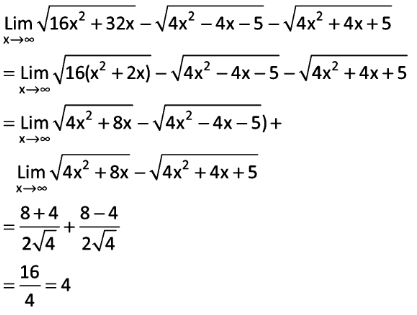 Lim x→∞ √(16x² + 32x) − √(4x² − 4x − 5) − √(4x² + 4x + 5)
= Lim x→∞ √(16(x² + 2x) − √(4x² − 4x − 5) − √(4x² + 4x + 5)
= Lim x→∞ √(4x² + 8x) − √(4x² − 4x − 5)) +
Lim x→∞ √(4x² + 8x) − √(4x² + 4x + 5)
= (8 + 4)/(2√4) + (8 − 4)/(2√4)
= 16/4 = 4